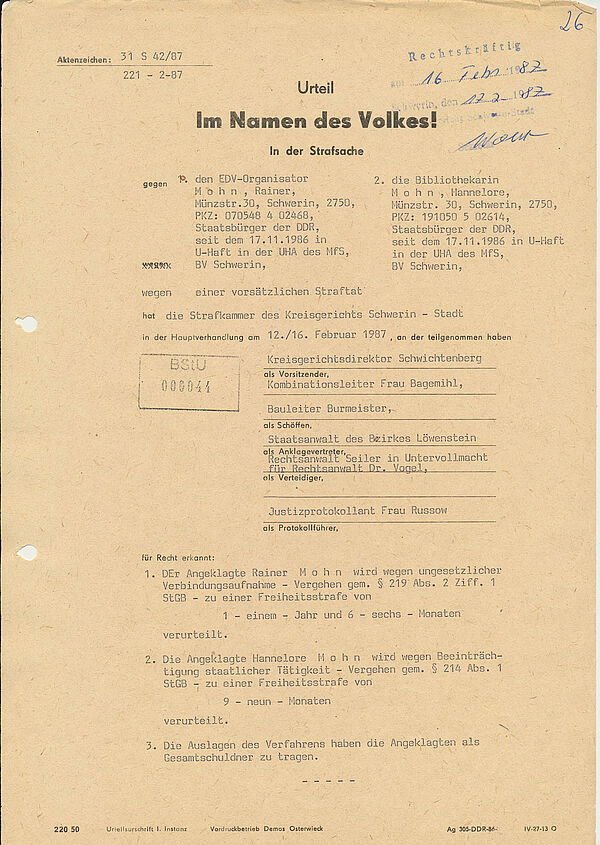 26
Aktenzeichen: 31 S 42/87
221 - 2-87
Rechtskräftig
16. Febr. 1987
Schwerin, den 17.2. 1987
Urteil
Im Namen des Volkes!
In der Strafsache
gegen 1. den EDV-Organisator
M o h n , Rainer,
Münzstr.30, Schwerin, 2750,
PKZ: 070548 4 02468,
Staatsbürger der DDR,
seit dem 17.11.1986 in
U-Haft in der UHA des MfS,
BV Schwerin,
2. die Bibliothekarin
M o h n , Hannelore,
Münzstr. 30, Schwerin, 2750,
PKZ: 191050 5 02614,
Staatsbürger der DDR,
seit dem 17.11.1986 in U-Haft
in der UHA des MfS,
BV Schwerin,
wegen einer vorsätzlichen Straftat
hat die Strafkammer des Kreisgerichts Schwerin - Stadt
in der Hauptverhandlung am 12./16. Februar 1987 , an der teilgenommen haben
BStU
000044
Kreisgerichtsdirektor Schwichtenberg
als Vorsitzender,
Kombinationsleiter Frau Bagemihl,
Bauleiter Burmeister,
als Schöffen,
Staatsanwalt des Bezirkes Löwenstein
als Anklagevertreter,
Rechtsanwalt Seiler in Untervollmacht
für Rechtsanwalt Dr. Vogel,
als Verteidiger,
Justizprotokollant Frau Russow
als Protokollführer,
für Recht erkannt:
1. DEr Angeklagte Rainer M o h n wird wegen ungesetzlicher
Verbindungsaufnahme - Vergehen gem. § 219 Abs. 2 Ziff. 1
StGB - zu einer Freiheitsstrafe von
1 - einem - Jahr und 6 - sechs - Monaten
verurteilt.
2. Die Angeklagte Hannelore M o h n wird wegen Beeinträch-
tigung staatlicher Tätigkeit - Vergehen gem. § 214 Abs. 1
StGB - zu einer Freiheitsstrafe von
9 - neun - Monaten
verurteilt.
3. Die Auslagen des Verfahrens haben die Angeklagten als
Gesamtschuldner zu tragen.
- - - - -
220 50 Urteilsurschrift I. Instanz Vordruckbetrieb Demos Osterwieck Ag 305-DDR-86- IV-27-13 O